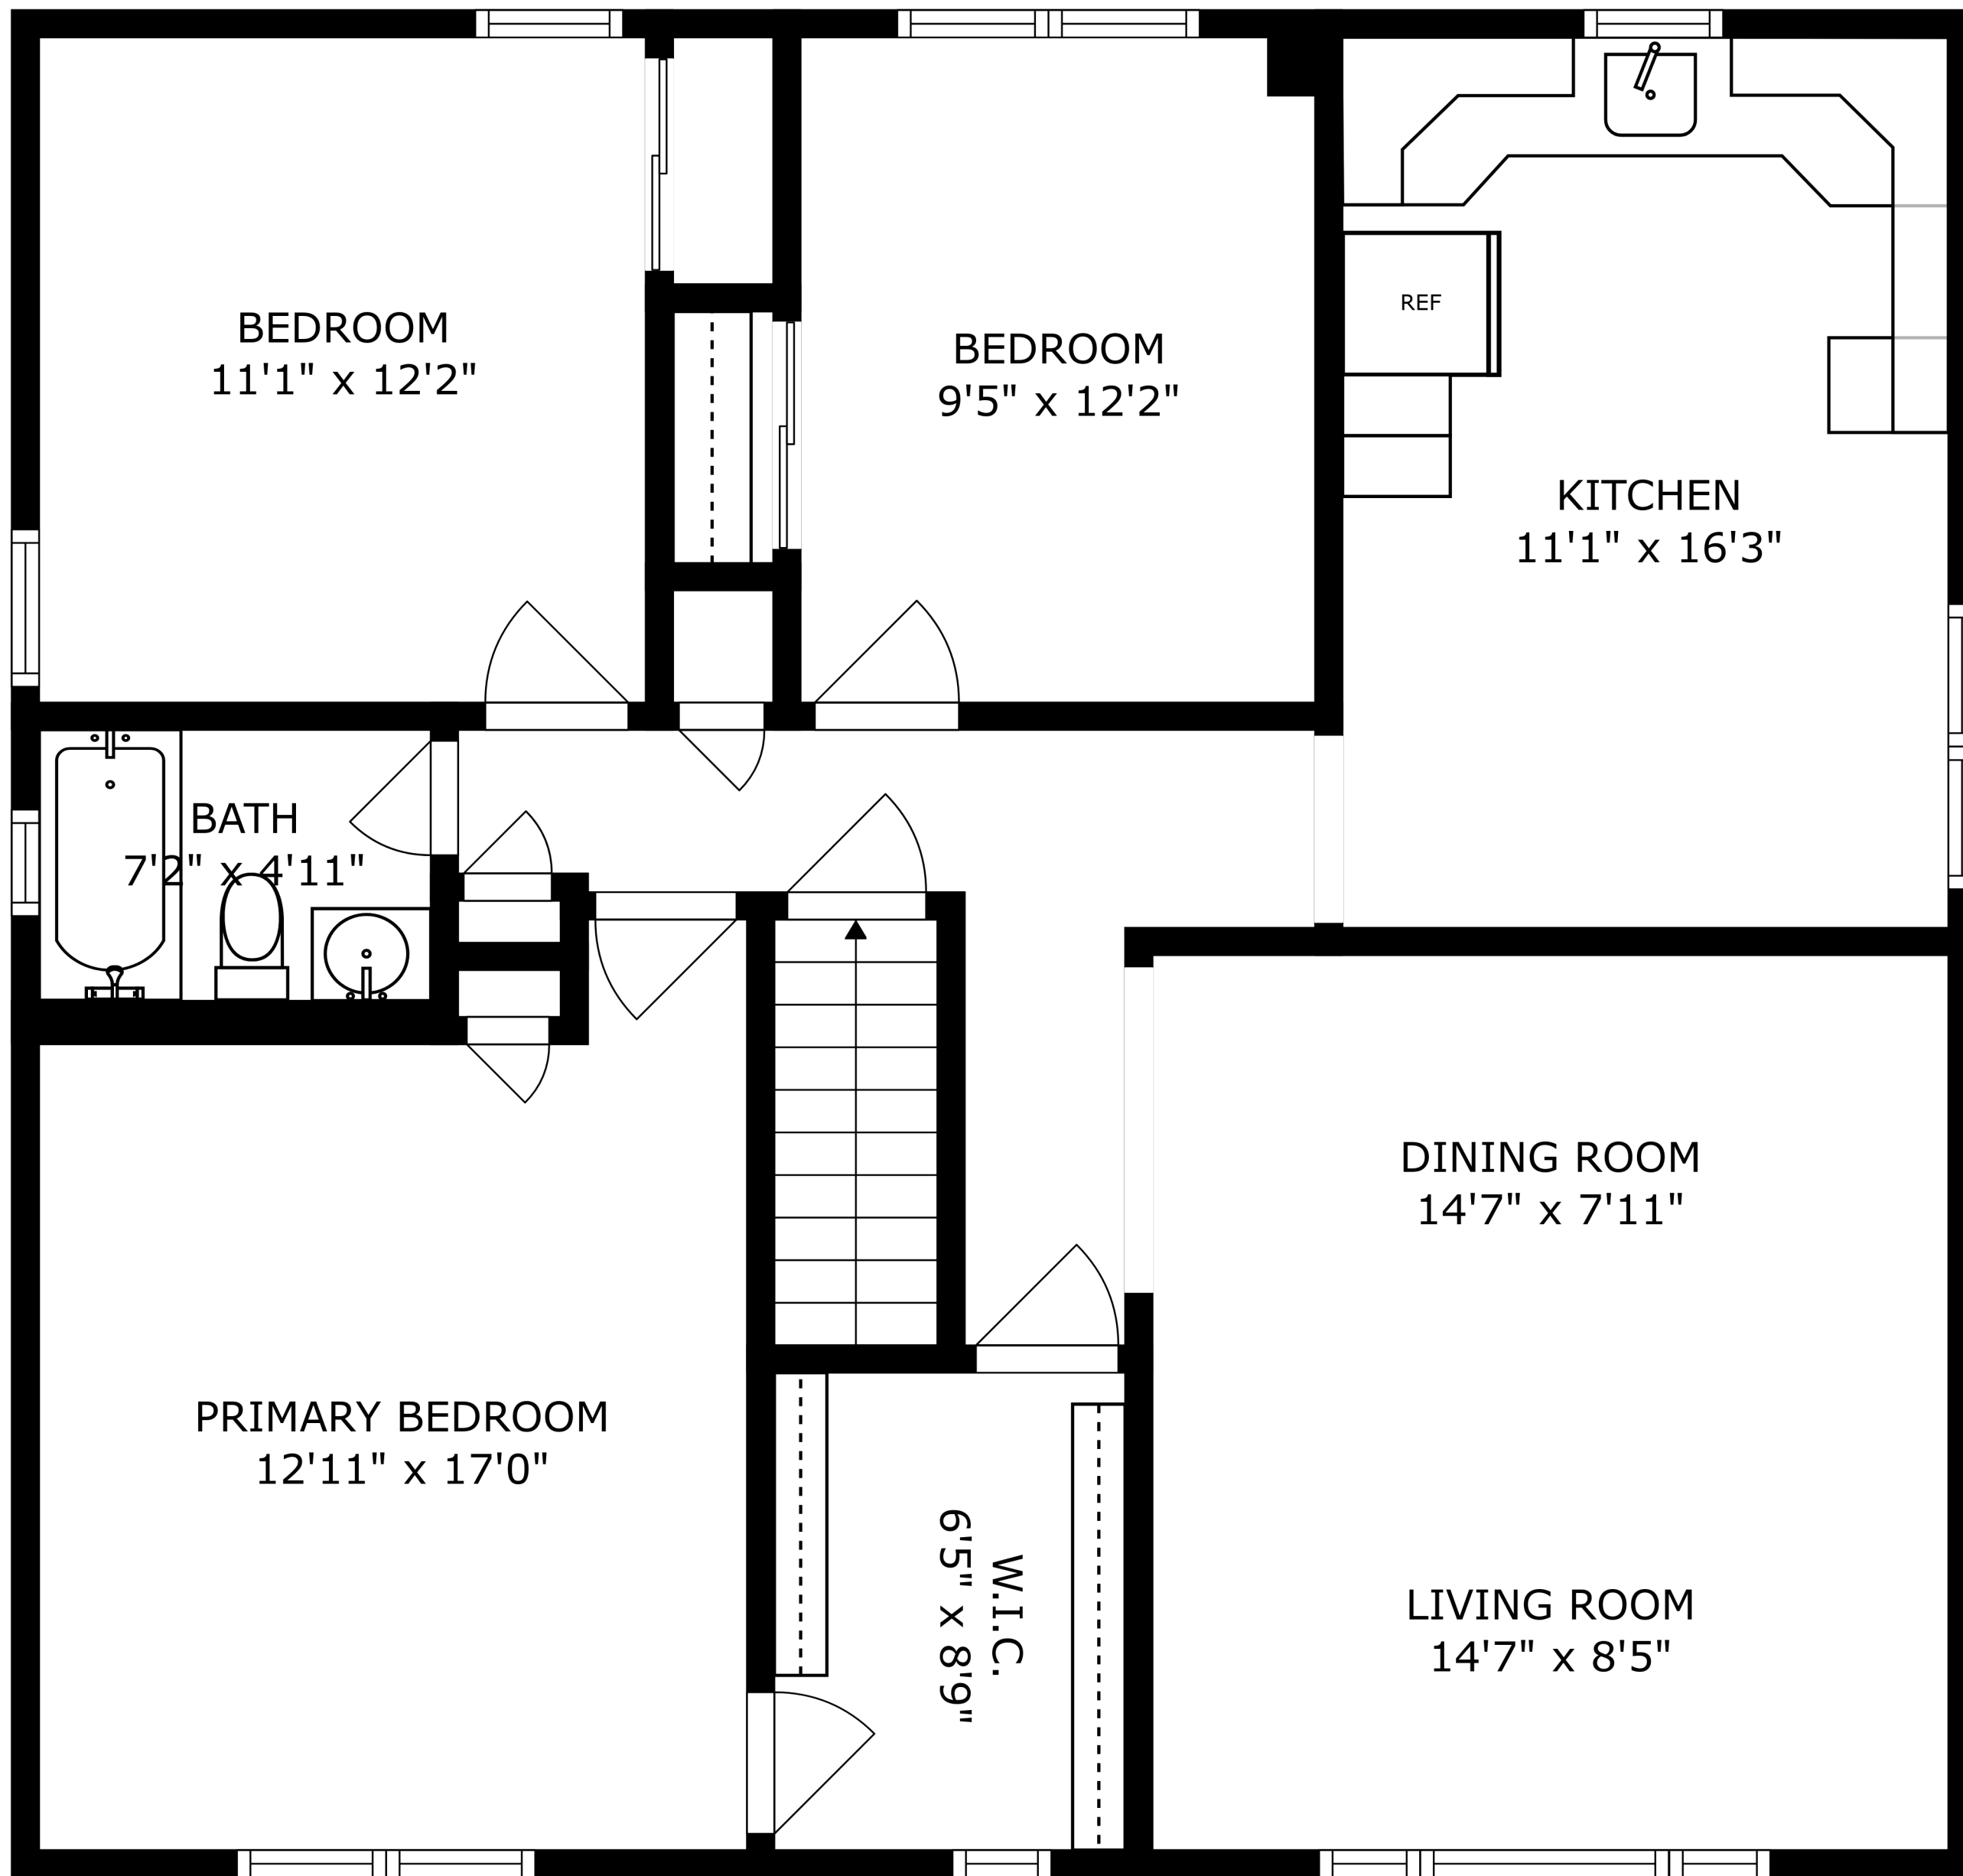 BEDROOM
11'1" x 12'2"
BEDROOM
9'5" x 12'2"
REF
KITCHEN
11'1" x 16'3"
BATH
7'2" x 4'11"
DINING ROOM
14'7" x 7'11"
PRIMARY BEDROOM
12'11" x 17'0"
W.I.C.
6'5" x 8'9"
LIVING ROOM
14'7" x 8'5"